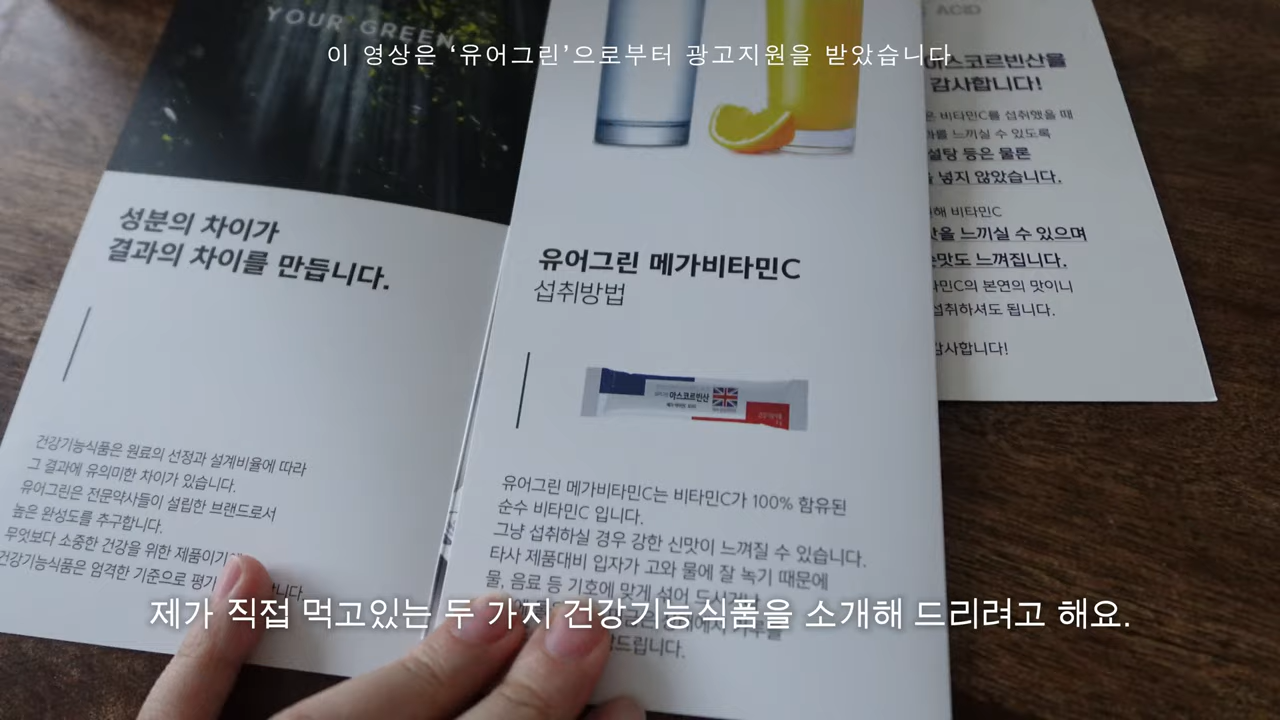 YOUR GREEN
이 영상은 ‘유어그린’으로부터 광고지원을 받았습니다
성분의 차이가
결과의 차이를 만듭니다.
건강기능식품은 원료의 선정과 설계비율에 따라
그 결과에 유의미한 차이가 있습니다.
유어그린은 전문약사들이 설립한 브랜드로서
높은 완성도를 추구합니다.
무엇보다 소중한 건강을 위한
건강기능식품은 엄격한 기준으로
유어그린 메가비타민C
섭취방법
아스코르빈산
유어그린 메가비타민C는 비타민C가 100% 함유된
순수 비타민C 입니다.
그냥 섭취하실 경우 강한 신맛이 느껴질 수 있습니다.
타사 제품대비 입자가 고와 물에 잘 녹기 때문에
물, 음료 등 기호에 맞게 섞어
ACID
아스코르빈산을
감사합니다!
비타민C를 섭취했을 때
느끼실 수 있도록
설탕 등은 물론
넣지 않았습니다.
비타민C
느끼실 수 있으며
느껴집니다.
본연의 맛이니
섭취하셔도 됩니다.
감사합니다!
제가 직접 먹고있는 두 가지 건강기능식품을 소개해 드리려고 해요.